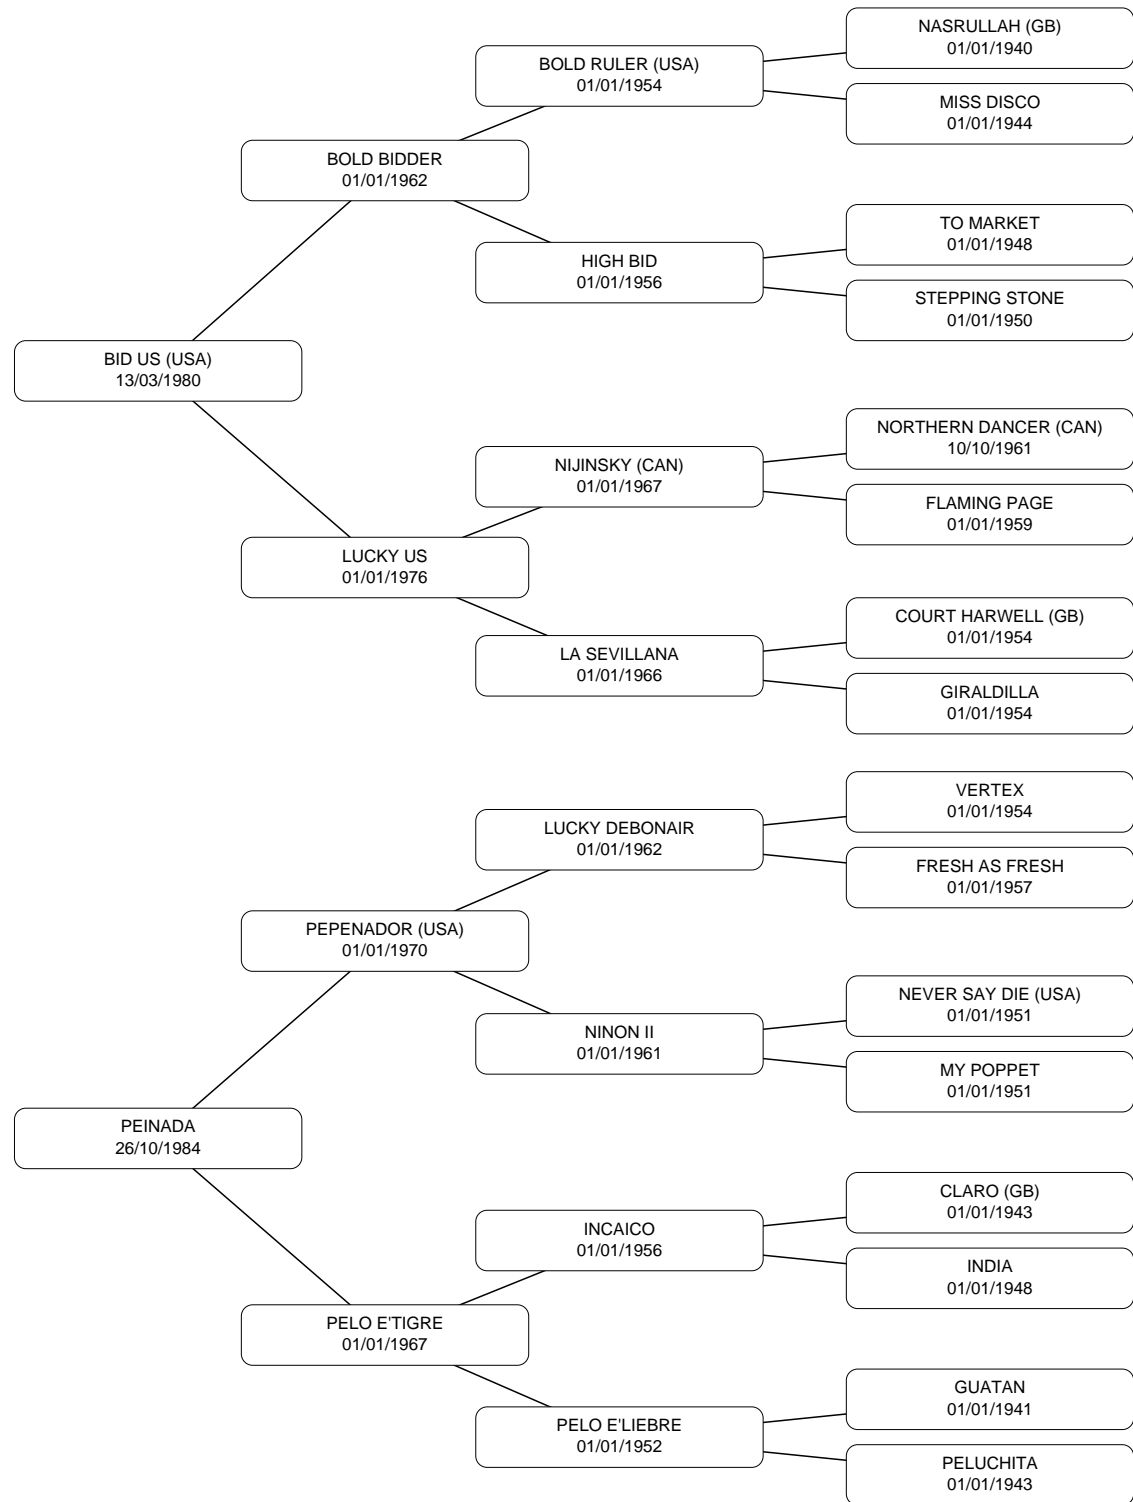 NASRULLAH (GB)
01/01/1940
BOLD RULER (USA)
01/01/1954
MISS DISCO
01/01/1944
BOLD BIDDER
01/01/1962
TO MARKET
01/01/1948
HIGH BID
01/01/1956
STEPPING STONE
01/01/1950
BID US (USA)
13/03/1980
NORTHERN DANCER (CAN)
10/10/1961
NIJINSKY (CAN)
01/01/1967
FLAMING PAGE
01/01/1959
LUCKY US
01/01/1976
COURT HARWELL (GB)
01/01/1954
LA SEVILLANA
01/01/1966
GIRALDILLA
01/01/1954
VERTEX
01/01/1954
LUCKY DEBONAIR
01/01/1962
FRESH AS FRESH
01/01/1957
PEPENADOR (USA)
01/01/1970
NEVER SAY DIE (USA)
01/01/1951
NINON II
01/01/1961
MY POPPET
01/01/1951
PEINADA
26/10/1984
CLARO (GB)
01/01/1943
INCAICO
01/01/1956
INDIA
01/01/1948
PELO E'TIGRE
01/01/1967
GUATAN
01/01/1941
PELO E'LIEBRE
01/01/1952
PELUCHITA
01/01/1943